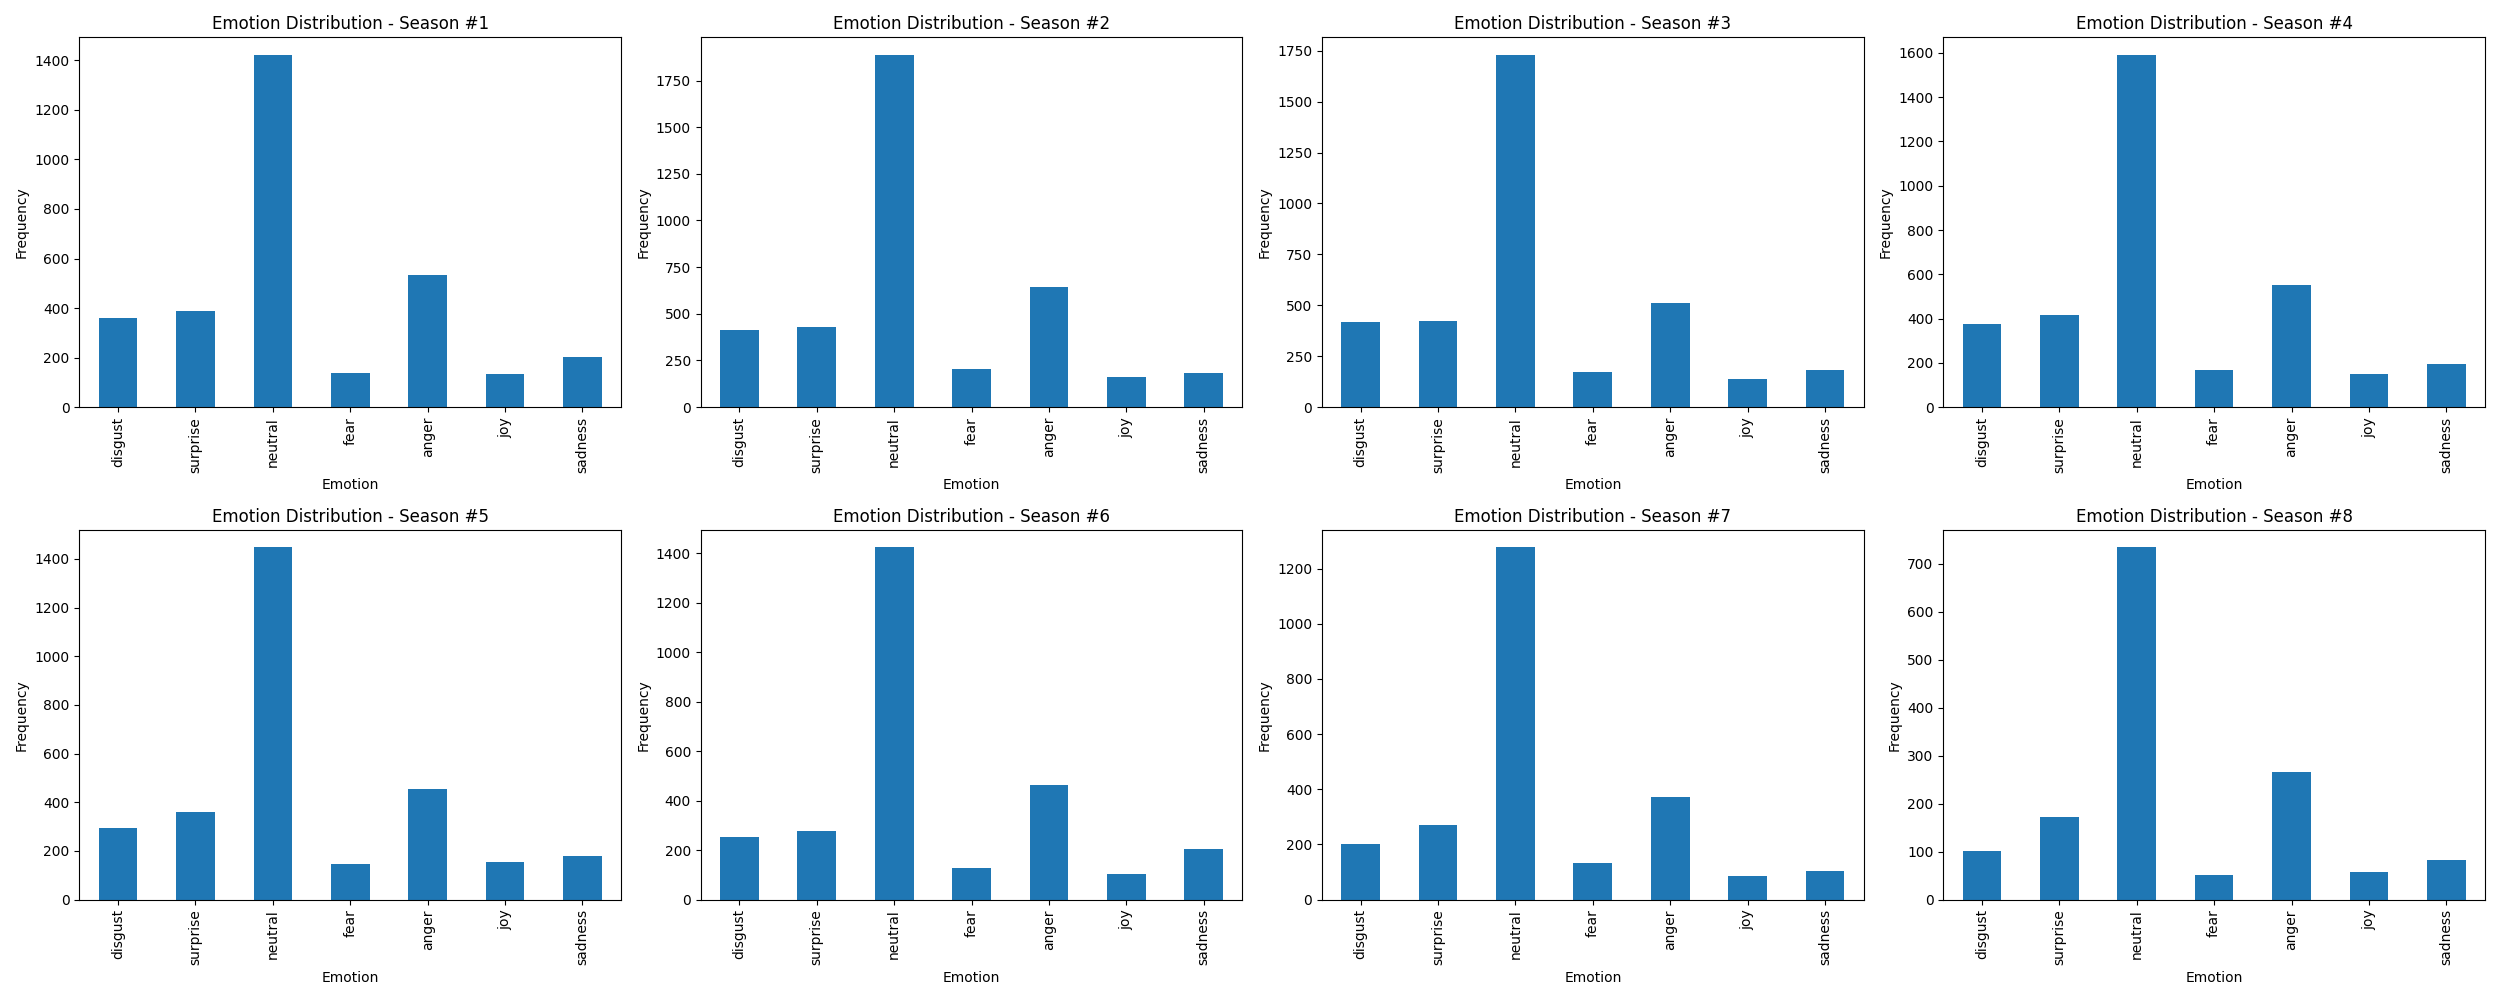 Emotion Distribution - Season #1
1400
1200
1000
800
600
400
200
0
Frequency
disgust
surprise
neutral
fear
anger
joy
sadness
Emotion
Emotion Distribution - Season #2
1750
1500
1250
1000
750
500
250
0
Frequency
disgust
surprise
neutral
fear
anger
joy
sadness
Emotion
Emotion Distribution - Season #3
1750
1500
1250
1000
750
500
250
0
Frequency
disgust
surprise
neutral
fear
anger
joy
sadness
Emotion
Emotion Distribution - Season #4
1600
1400
1200
1000
800
600
400
200
0
Frequency
disgust
surprise
neutral
fear
anger
joy
sadness
Emotion
Emotion Distribution - Season #5
1400
1200
1000
800
600
400
200
0
Frequency
disgust
surprise
neutral
fear
anger
joy
sadness
Emotion
Emotion Distribution - Season #6
1400
1200
1000
800
600
400
200
0
Frequency
disgust
surprise
neutral
fear
anger
joy
sadness
Emotion
Emotion Distribution - Season #7
1200
1000
800
600
400
200
0
Frequency
disgust
surprise
neutral
fear
anger
joy
sadness
Emotion
Emotion Distribution - Season #8
700
600
500
400
300
200
100
0
Frequency
disgust
surprise
neutral
fear
anger
joy
sadness
Emotion